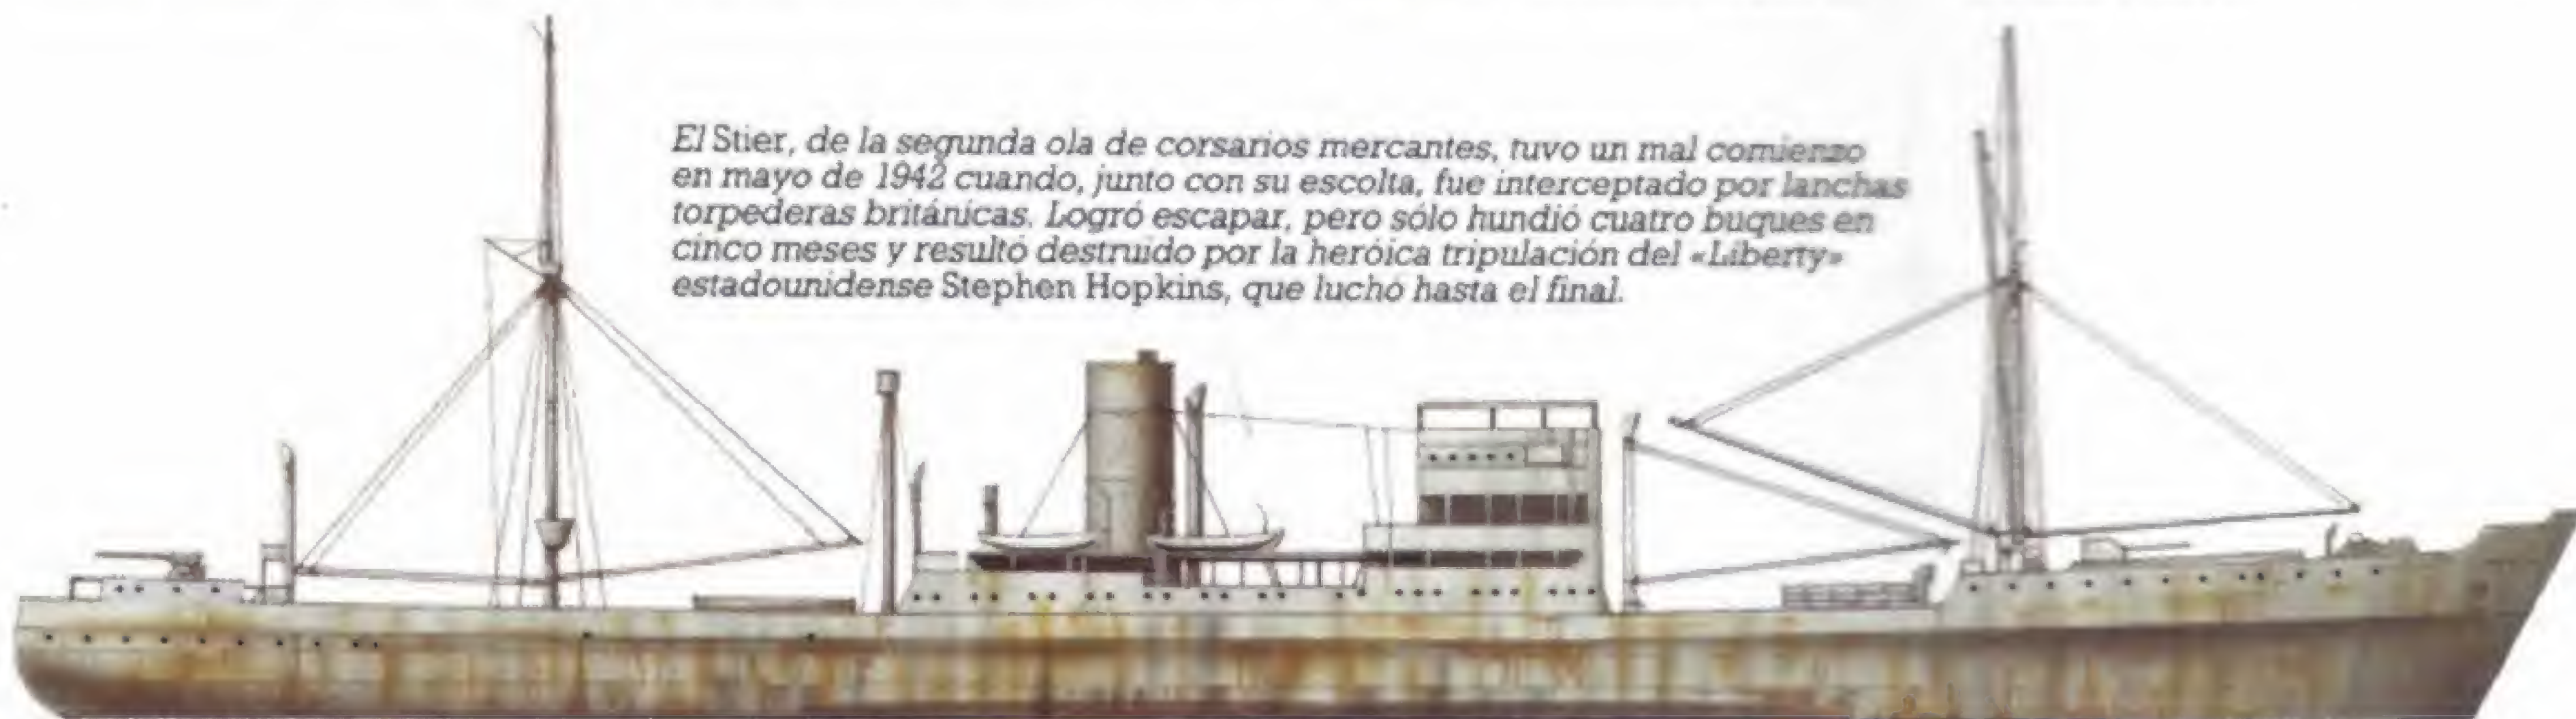 El Stier, de la segunda ola de corsarios mercantes, tuvo un mal comienzo
en mayo de 1942 cuando, junto con su escolta, fue interceptado por lanchas
torpederas británicas. Logró escapar, pero sólo hundió cuatro buques en
cinco meses y resultó destruido por la heróica tripulación del «Liberty»
estadounidense Stephen Hopkins, que luchó hasta el final.